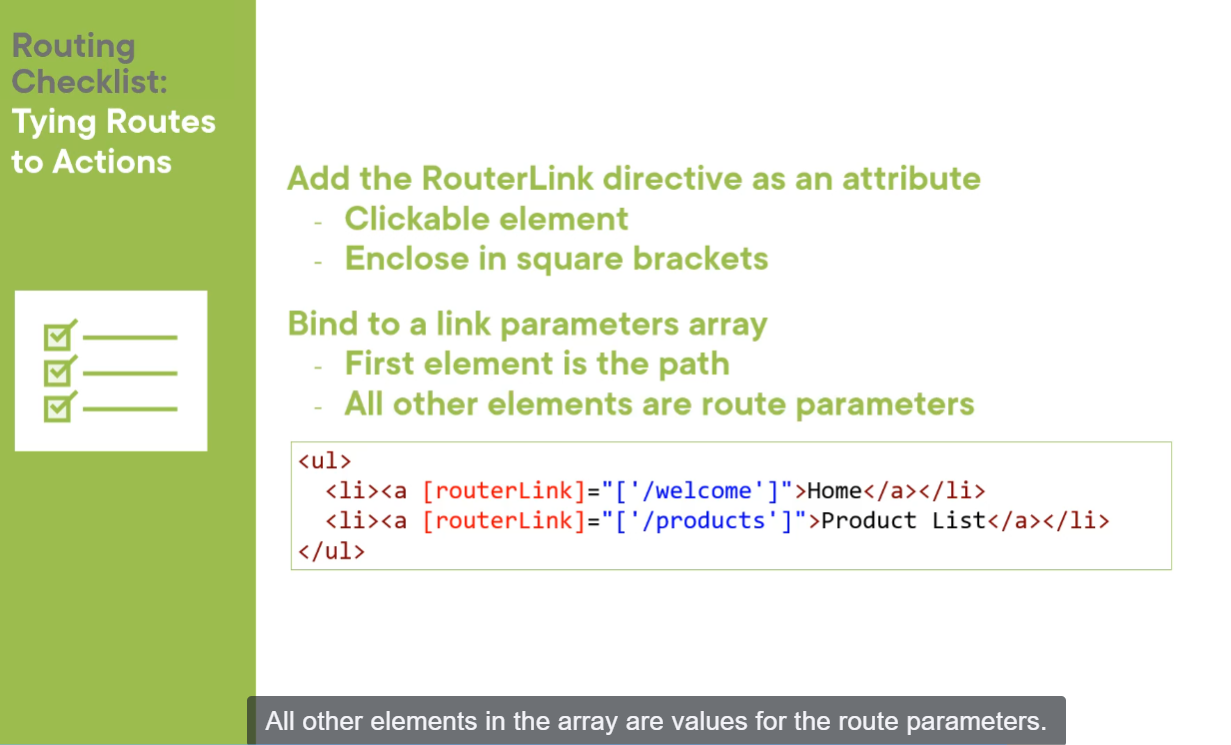 Routing
Checklist:
Tying Routes
to Actions
Add the RouterLink directive as an attribute
- Clickable element
- Enclose in square brackets
Bind to a link parameters array
- First element is the path
- All other elements are route parameters
<ul>
  <li><a [routerLink]="['/welcome']">Home</a></li>
  <li><a [routerLink]="['/products']">Product List</a></li>
</ul>
All other elements in the array are values for the route parameters.